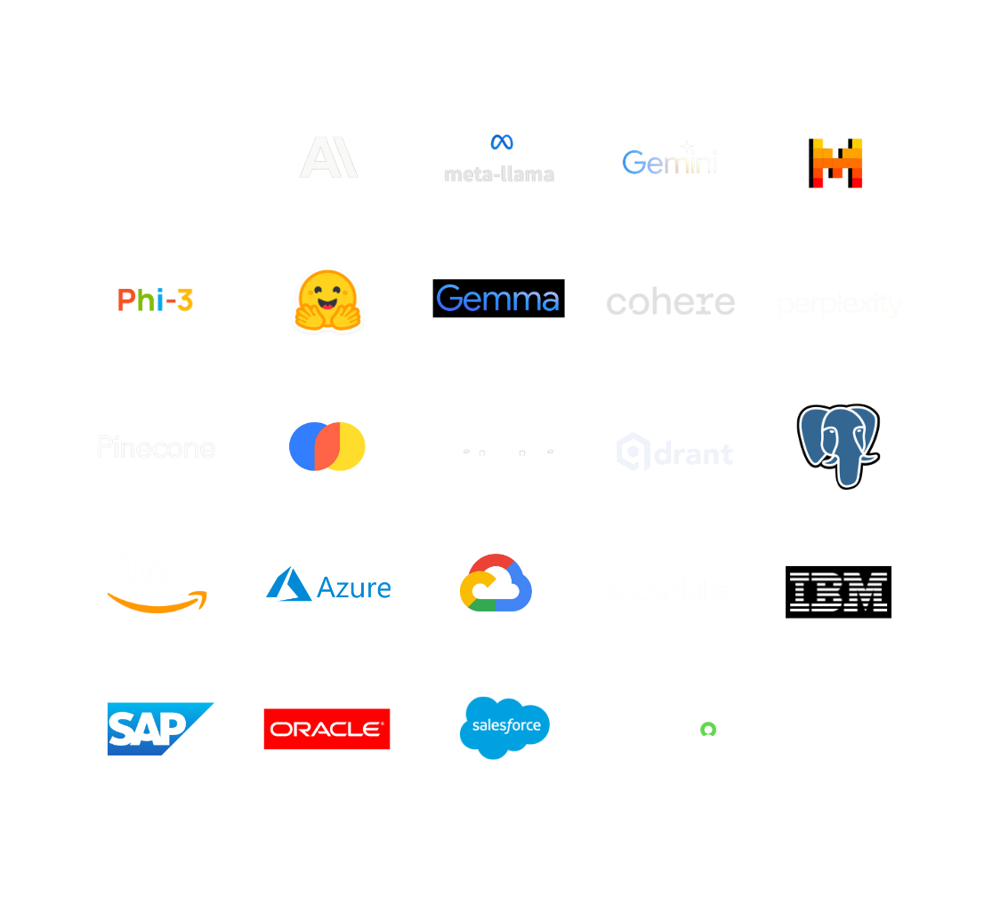 AI
meta-llama
Gemini
Phi-3
Gemma
cohere
perplexity
Pinecone
drant
Azure
IBM
SAP
ORACLE
salesforce